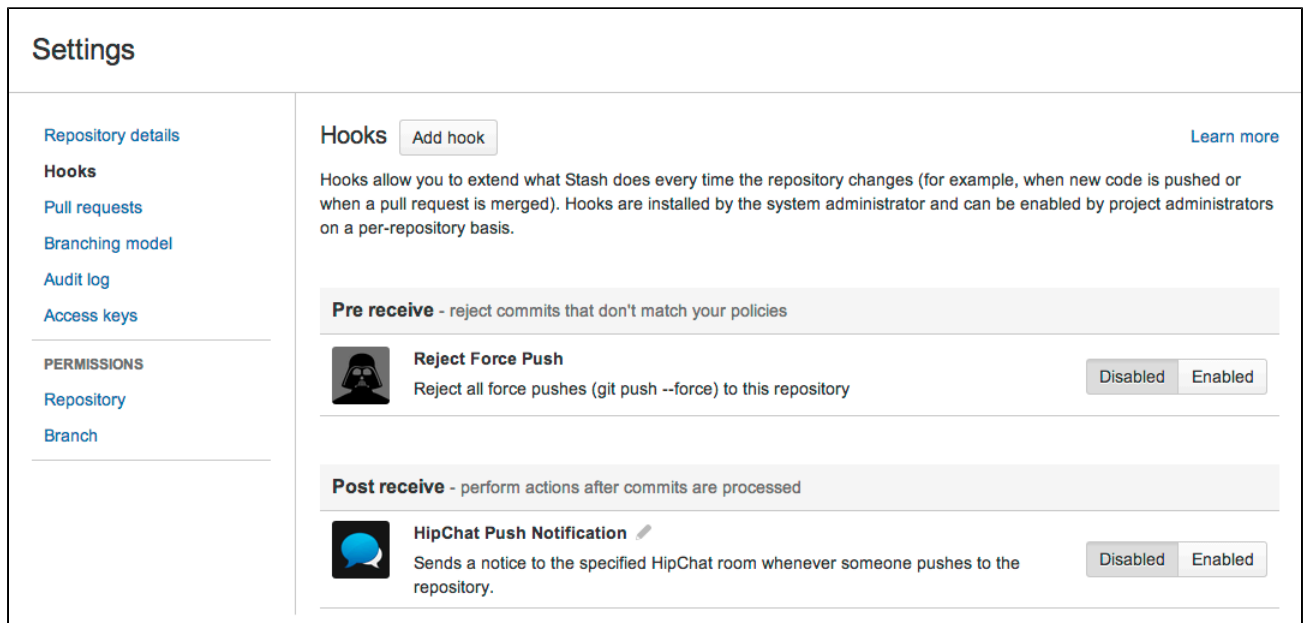 Settings
Repository details
Hooks
Pull requests
Branching model
Audit log
Access keys
PERMISSIONS
Repository
Branch
Hooks
Add hook
Learn more
Hooks allow you to extend what Stash does every time the repository changes (for example, when new code is pushed or
when a pull request is merged). Hooks are installed by the system administrator and can be enabled by project administrators
on a per-repository basis.
Pre receive - reject commits that don't match your policies
Reject Force Push
Reject all force pushes (git push --force) to this repository
Disabled
Enabled
Post receive - perform actions after commits are processed
HipChat Push Notification
Sends a notice to the specified HipChat room whenever someone pushes to the
repository.
Disabled
Enabled